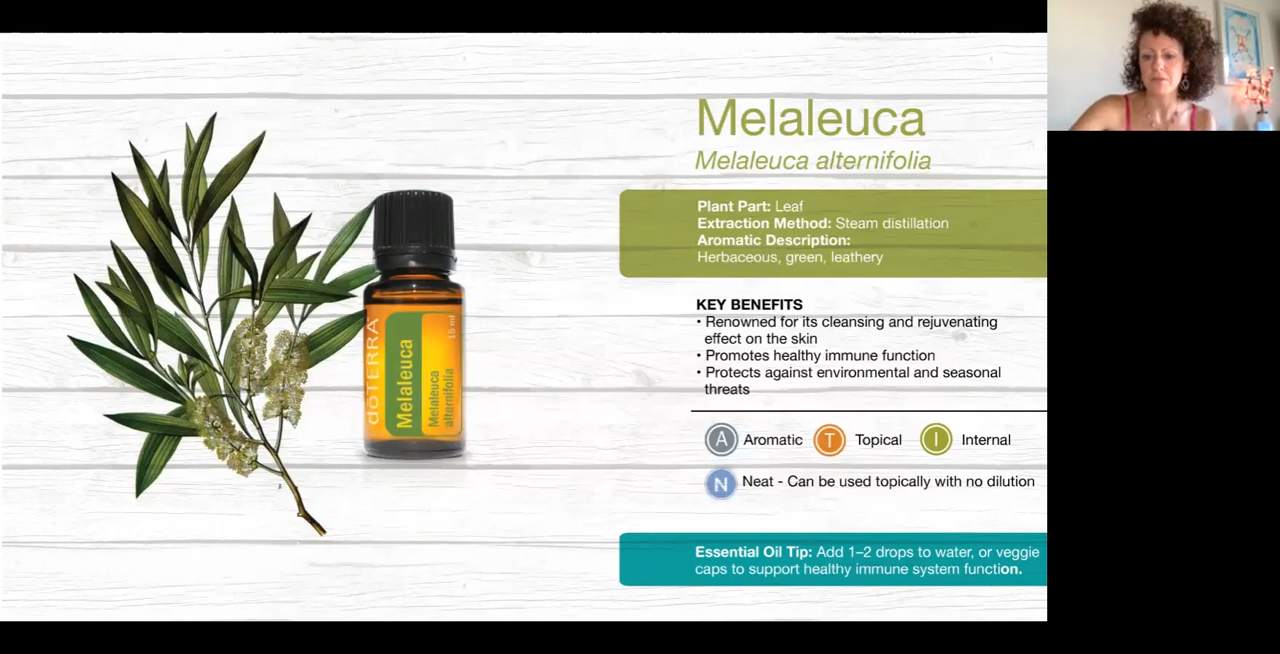 Melaleuca
Melaleuca alternifolia
Plant Part: Leaf
Extraction Method: Steam distillation
Aromatic Description:
Herbaceous, green, leathery
KEY BENEFITS
• Renowned for its cleansing and rejuvenating
effect on the skin
• Promotes healthy immune function
• Protects against environmental and seasonal
threats
A Aromatic T Topical I Internal
N Neat - Can be used topically with no dilution
Essential Oil Tip: Add 1–2 drops to water, or veggie
caps to support healthy immune system function.
dōTERRA
Melaleuca
Melaleuca
alternifolia
15 ml